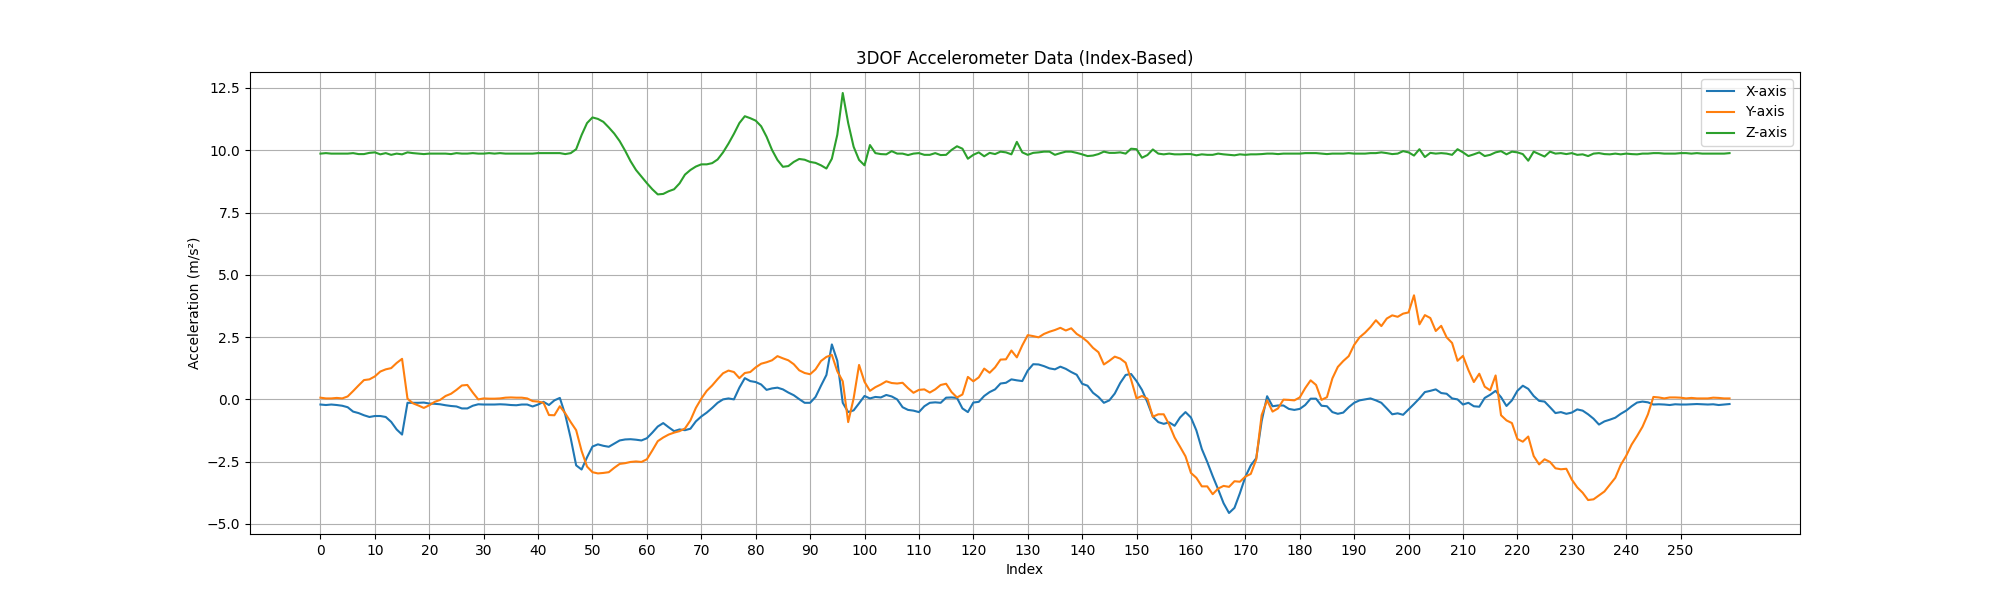 3DOF Accelerometer Data (Index-Based)
12.5
10.0
7.5
5.0
2.5
0.0
−2.5
−5.0
Acceleration (m/s²)
X-axis
Y-axis
Z-axis
0 10 20 30 40 50 60 70 80 90 100 110 120 130 140 150 160 170 180 190 200 210 220 230 240 250
Index